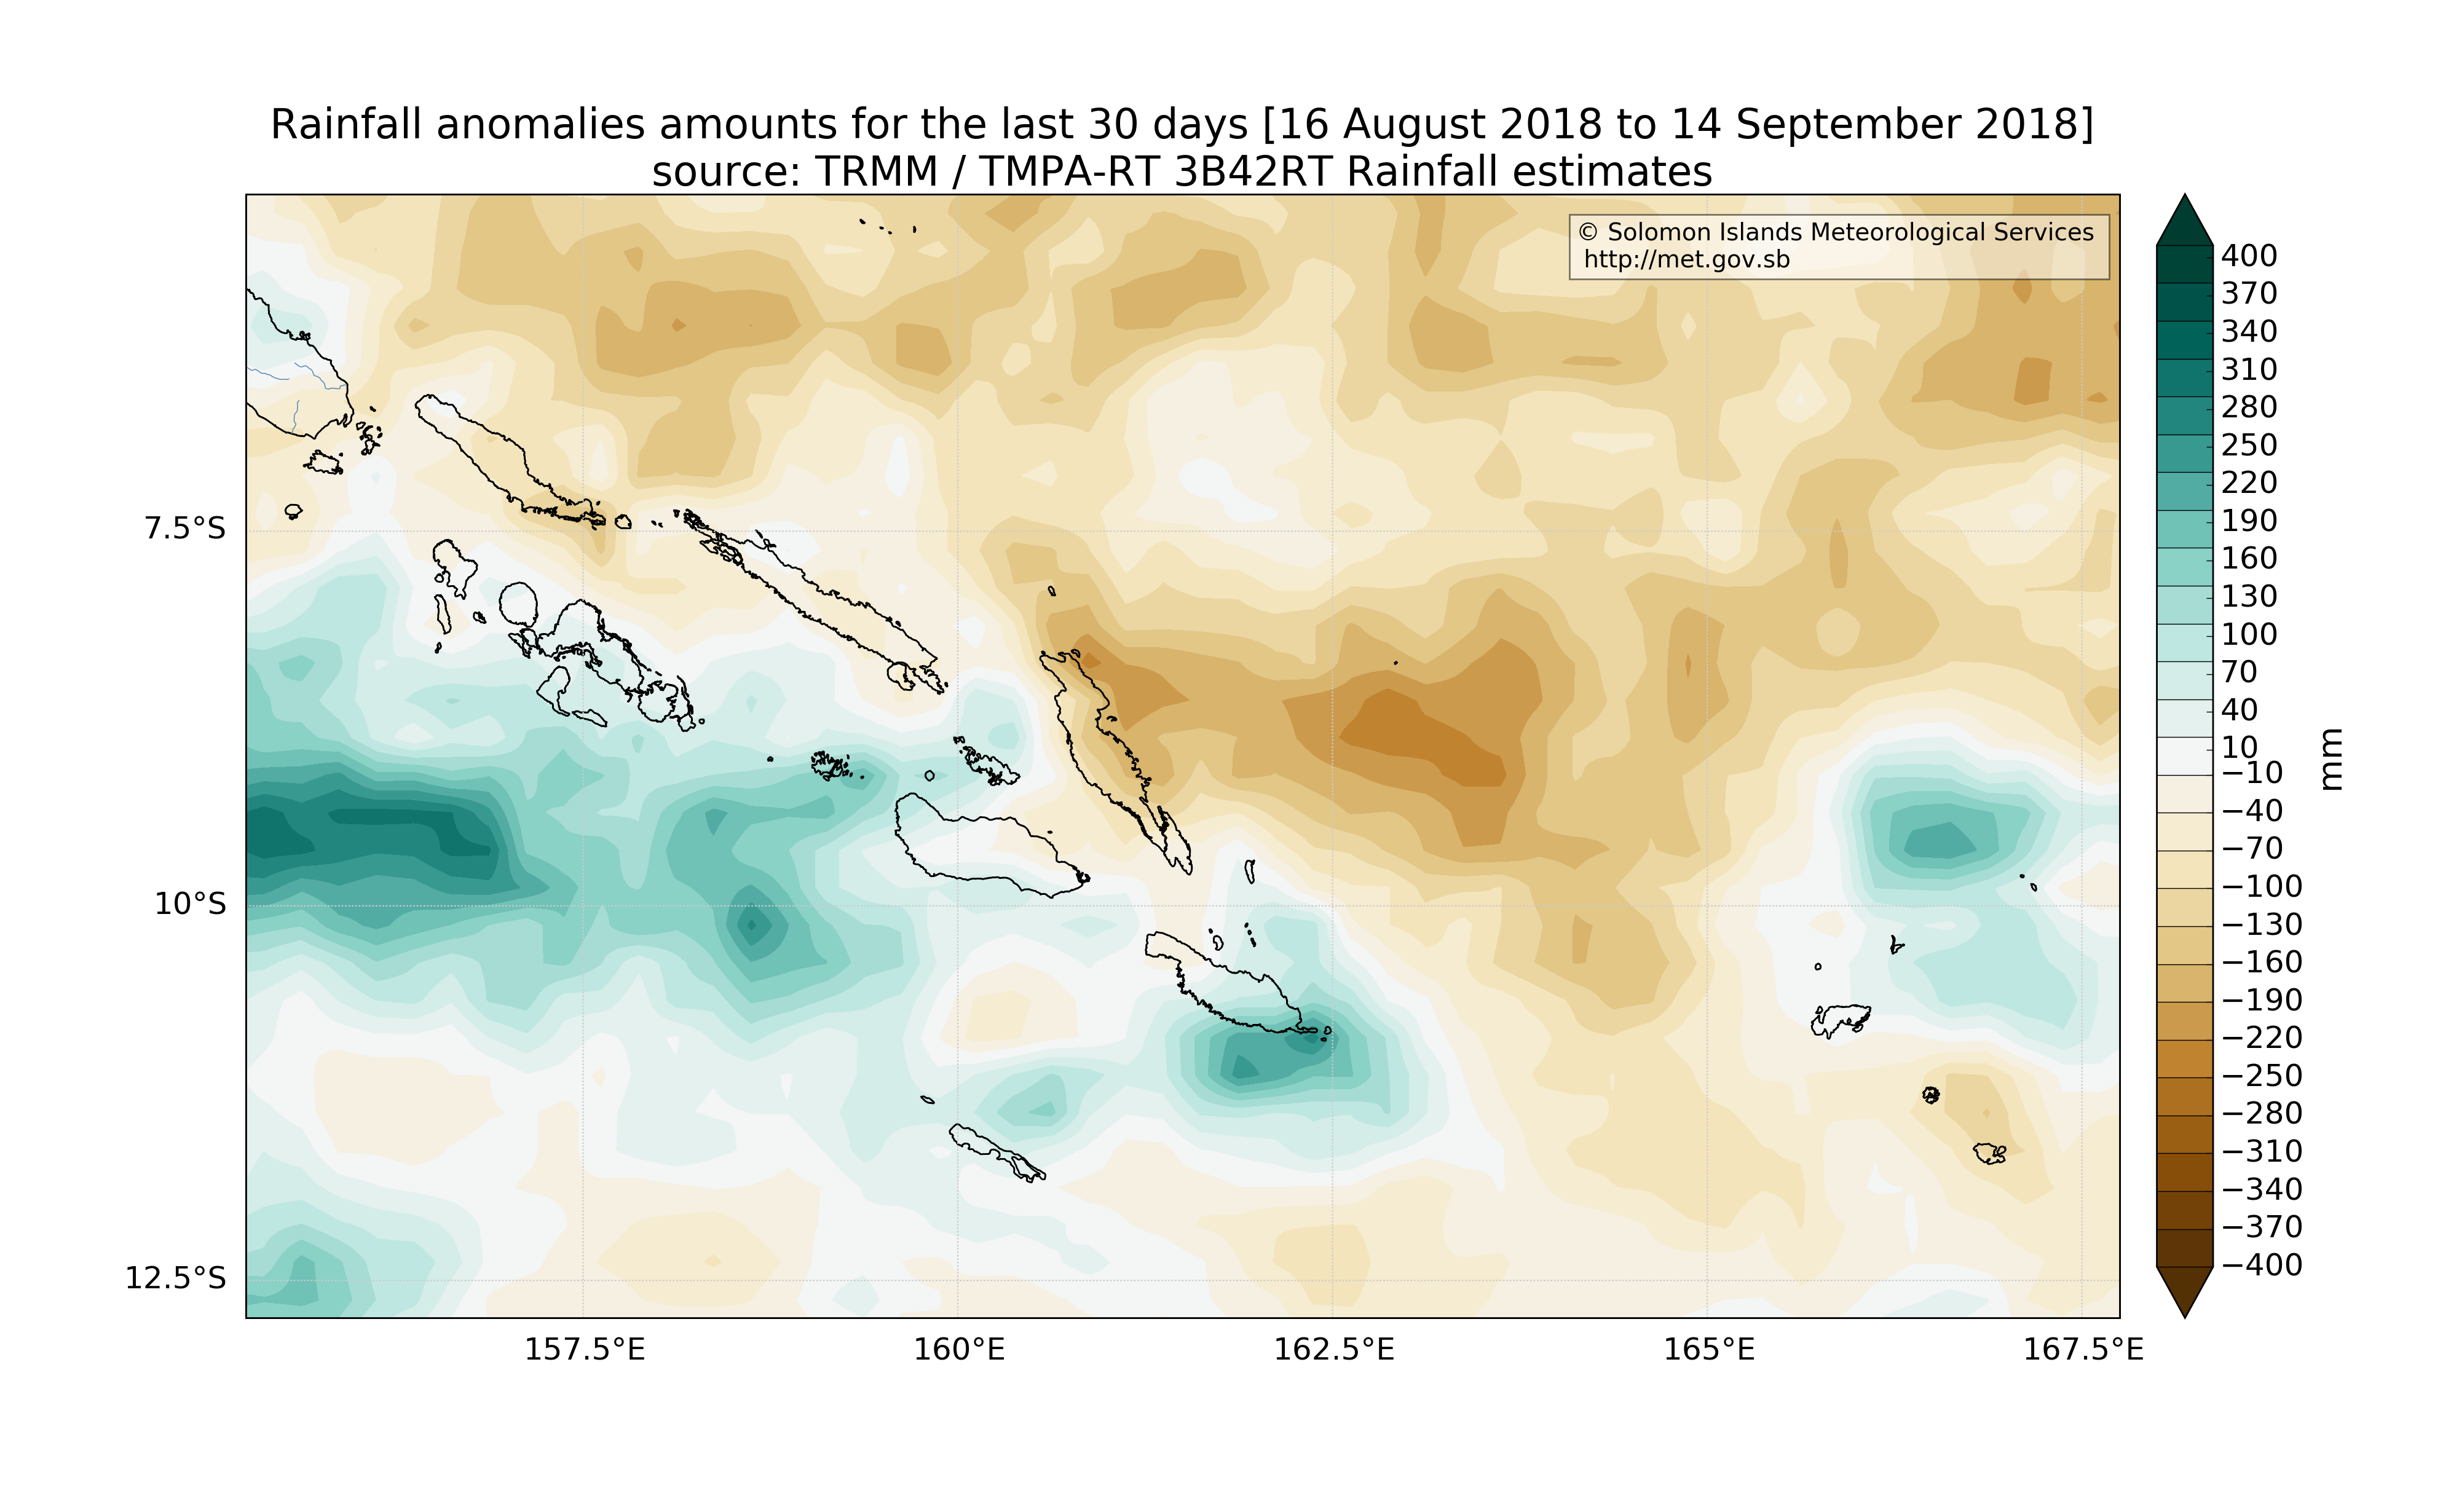 Rainfall anomalies amounts for the last 30 days [16 August 2018 to 14 September 2018]
source: TRMM / TMPA-RT 3B42RT Rainfall estimates
© Solomon Islands Meteorological Services
http://met.gov.sb
7.5°S
10°S
12.5°S
157.5°E
160°E
162.5°E
165°E
167.5°E
400
370
340
310
280
250
220
190
160
130
100
70
40
10
−10
−40
−70
−100
−130
−160
−190
−220
−250
−280
−310
−340
−370
−400
mm